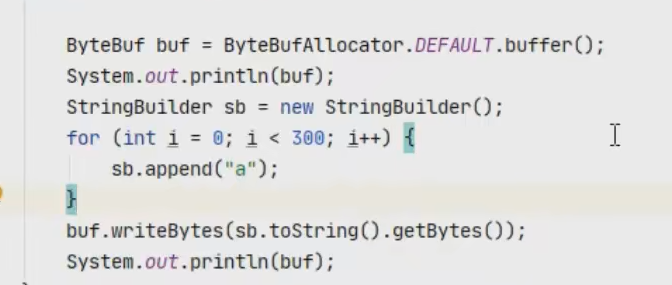 ByteBuf buf = ByteBufAllocator.DEFAULT.buffer();
System.out.println(buf);
StringBuilder sb = new StringBuilder();
for (int i = 0; i < 300; i++) {
    sb.append("a");
}
buf.writeBytes(sb.toString().getBytes());
System.out.println(buf);